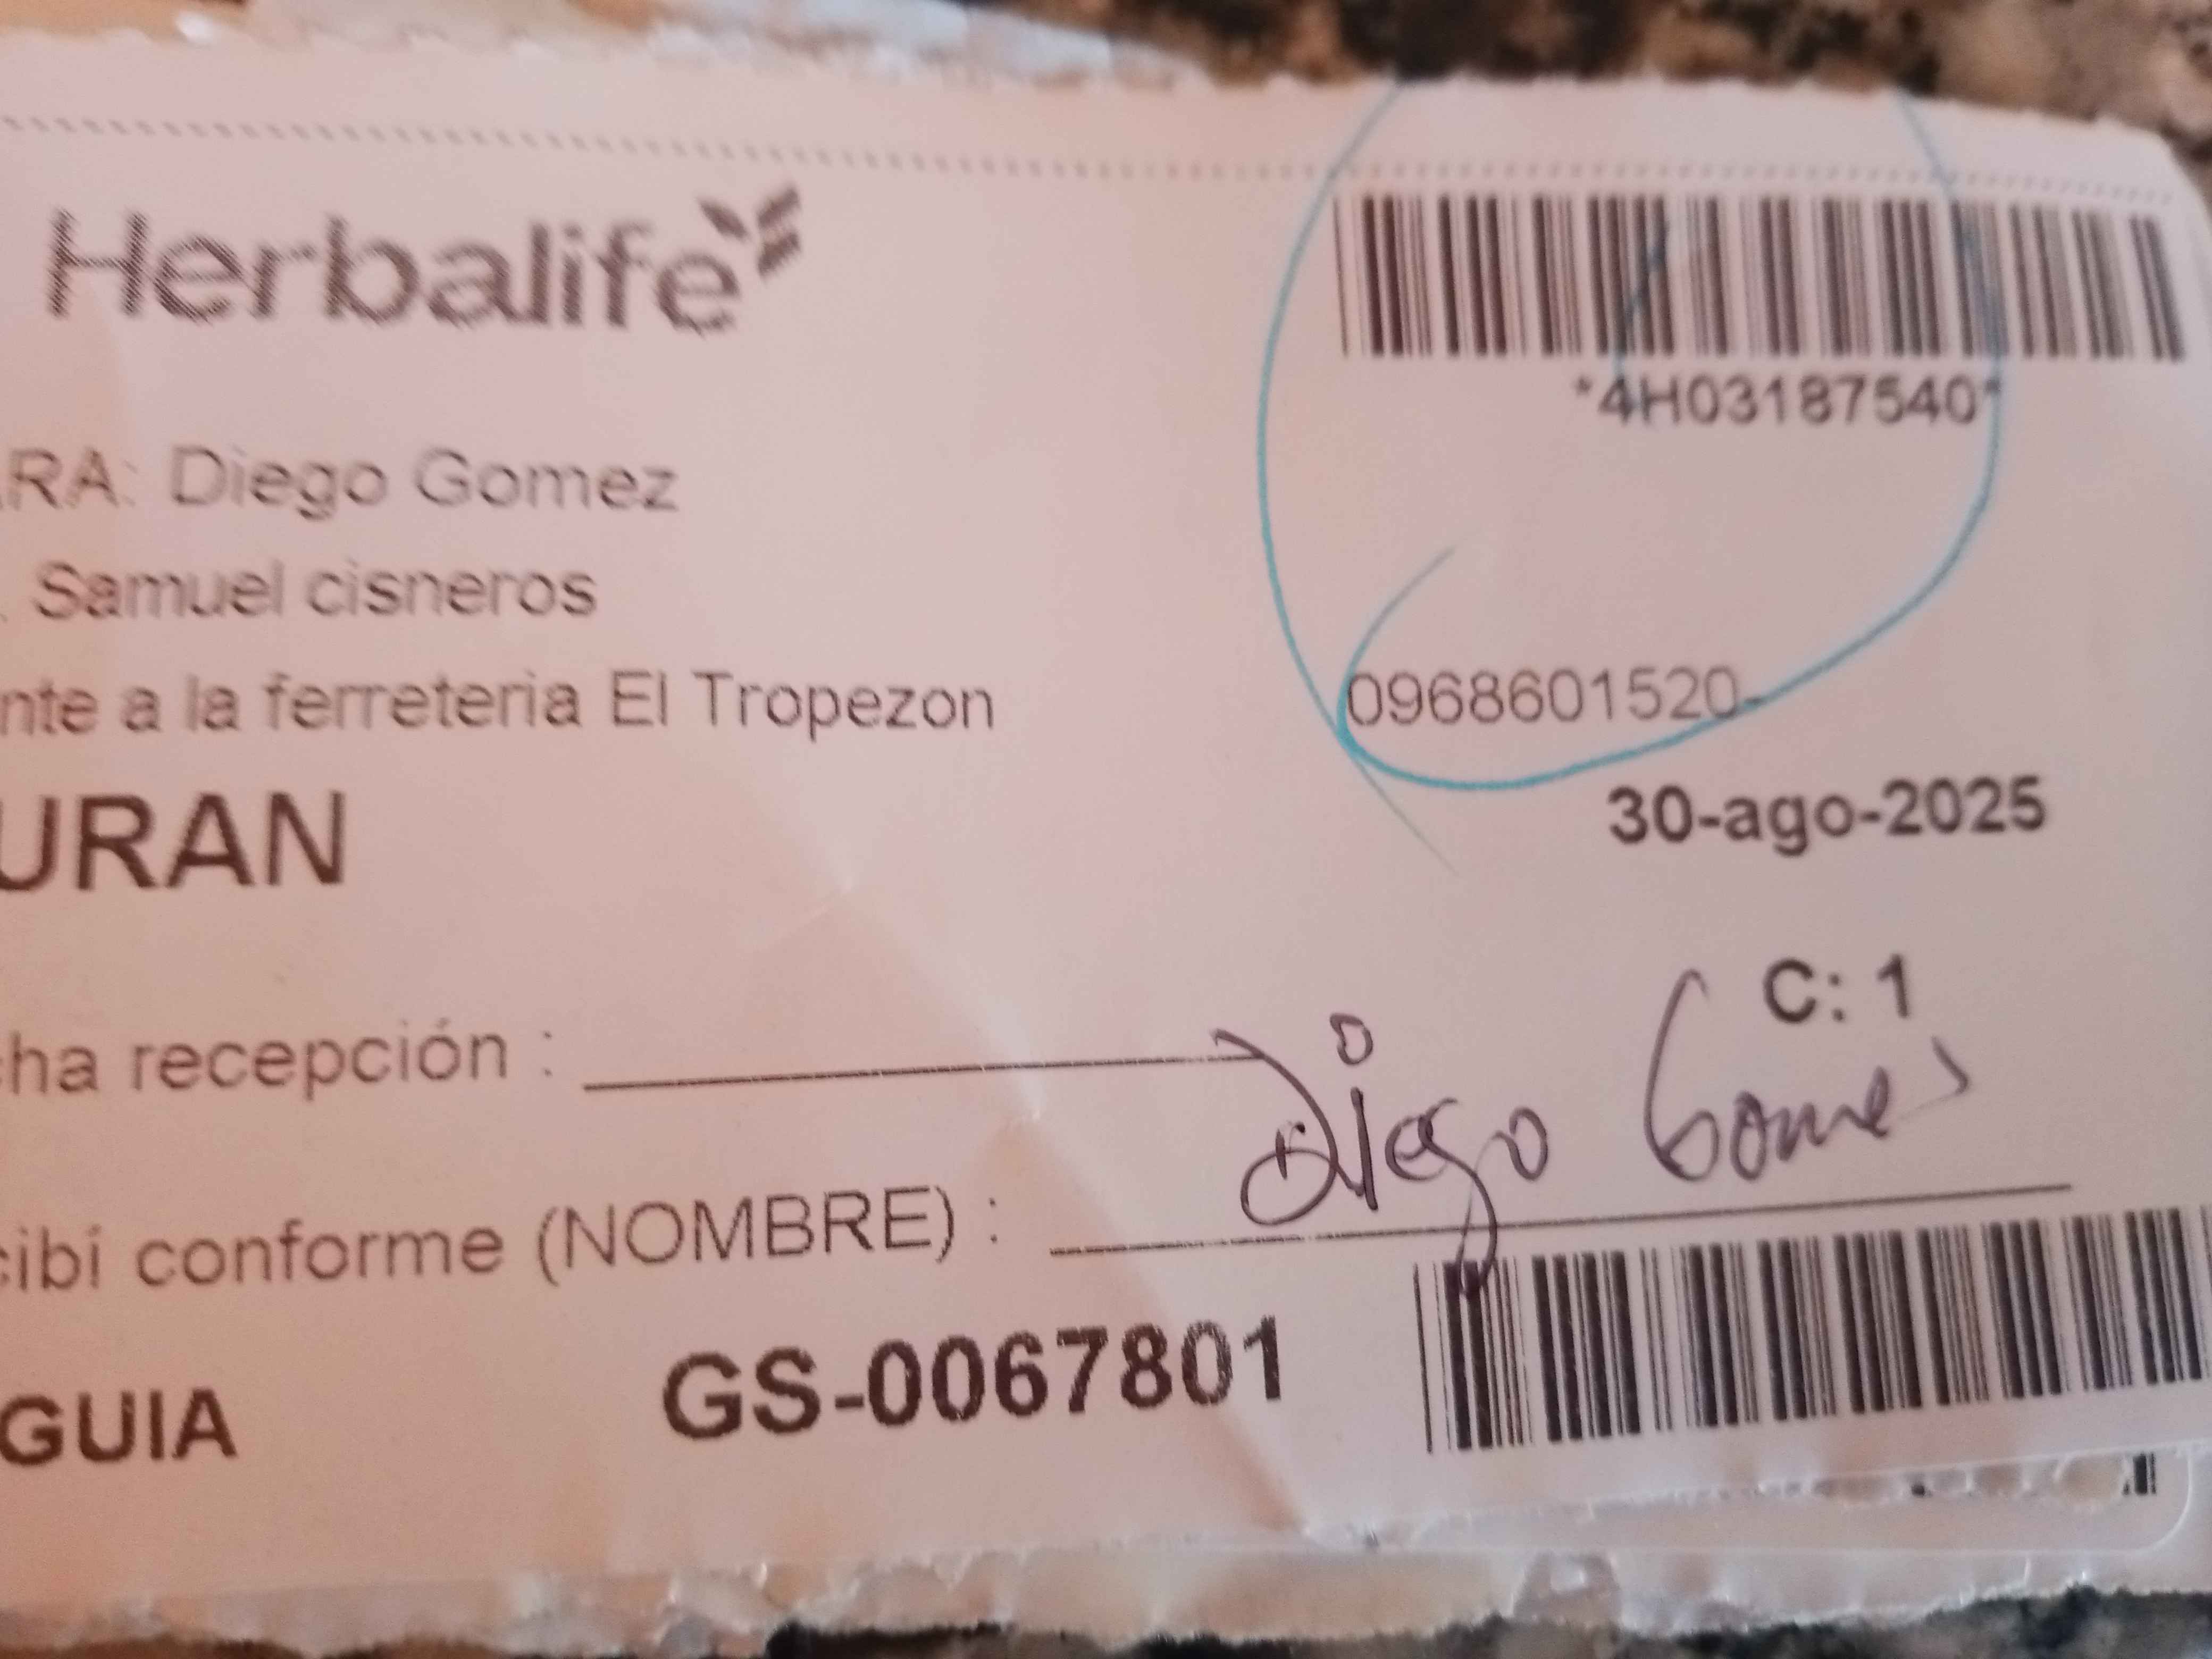 Herbalife
*4H03187540*
ARA: Diego Gomez
. Samuel cisneros
nte a la ferreteria El Tropezon
0968601520-
URAN
30-ago-2025
C: 1
cha recepción :
cibí conforme (NOMBRE) : Diego Gomes
GUIA GS-0067801